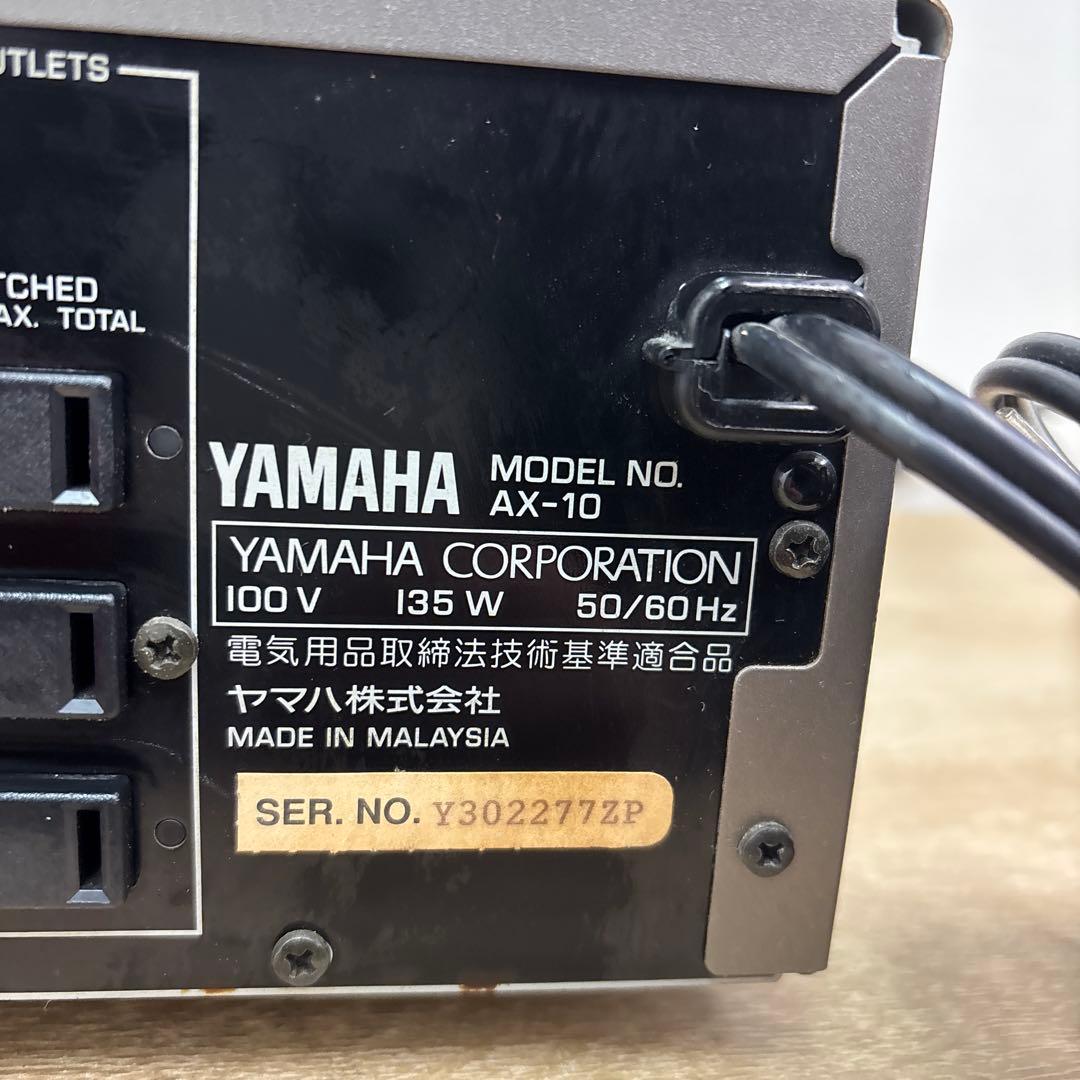 UTLETS
TCHED
AX. TOTAL
YAMAHA
MODEL NO.
AX-10
YAMAHA CORPORATION
100 V 135 W 50/60 Hz
電気用品取締法技術基準適合品
ヤマハ株式会社
MADE IN MALAYSIA
SER. NO. Y302277ZP